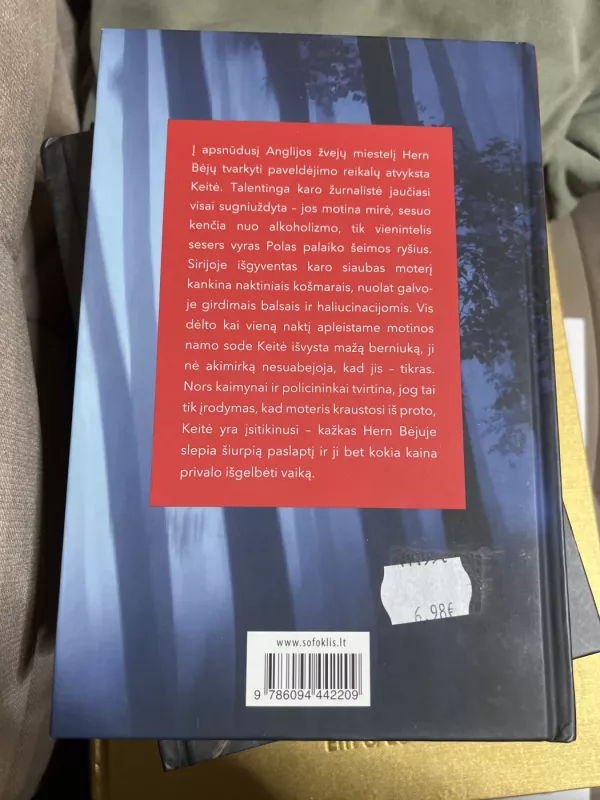 Į apsnūdusį Anglijos žvejų miestelį Hern
Bėjų tvarkyti paveldėjimo reikalų atvyksta
Keitė. Talentinga karo žurnalistė jaučiasi
visai sugniuždyta – jos motina mirė, sesuo
kenčia nuo alkoholizmo, tik vienintelis
sesers vyras Polas palaiko šeimos ryšius.
Sirijoje išgyventas karo siaubas moterį
kankina naktiniais košmarais, nuolat galvo-
je girdimais balsais ir haliucinacijomis. Vis
dėlto kai vieną naktį apleistame motinos
namo sode Keitė išvysta mažą berniuką, ji
nė akimirką nesuabejoja, kad jis – tikras.
Nors kaimynai ir policininkai tvirtina, jog tai
tik įrodymas, kad moteris kraustosi iš proto,
Keitė yra įsitikinusi – kažkas Hern Bėjuje
slepia šiurpią paslaptį ir ji bet kokia kaina
privalo išgelbėti vaiką.
6,98€
www.sofoklis.lt
9 786094 442209